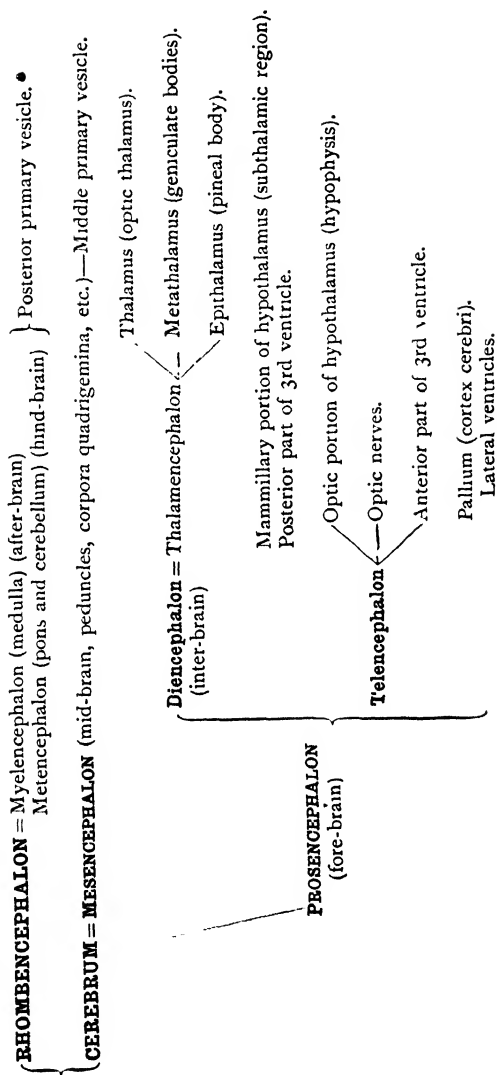 RHOMBENCEPHALON = Myelencephalon (medulla) (after-brain)
Metencephalon (pons and cerebellum) (hind-brain)
Posterior primary vesicle.
CEREBRUM = MESENCEPHALON (mid-brain, peduncles, corpora quadrigemina, etc.)—Middle primary vesicle.
Thalamus (optic thalamus).
Diencephalon = Thalamencephalon — Metathalamus (geniculate bodies).
(inter-brain)
Epithalamus (pineal body).
Mammillary portion of hypothalamus (subthalamic region).
Posterior part of 3rd ventricle.
PROSENCEPHALON
(fore-brain)
Optic portion of hypothalamus (hypophysis).
Telencephalon — Optic nerves.
Anterior part of 3rd ventricle.
Pallium (cortex cerebri).
Lateral ventricles.